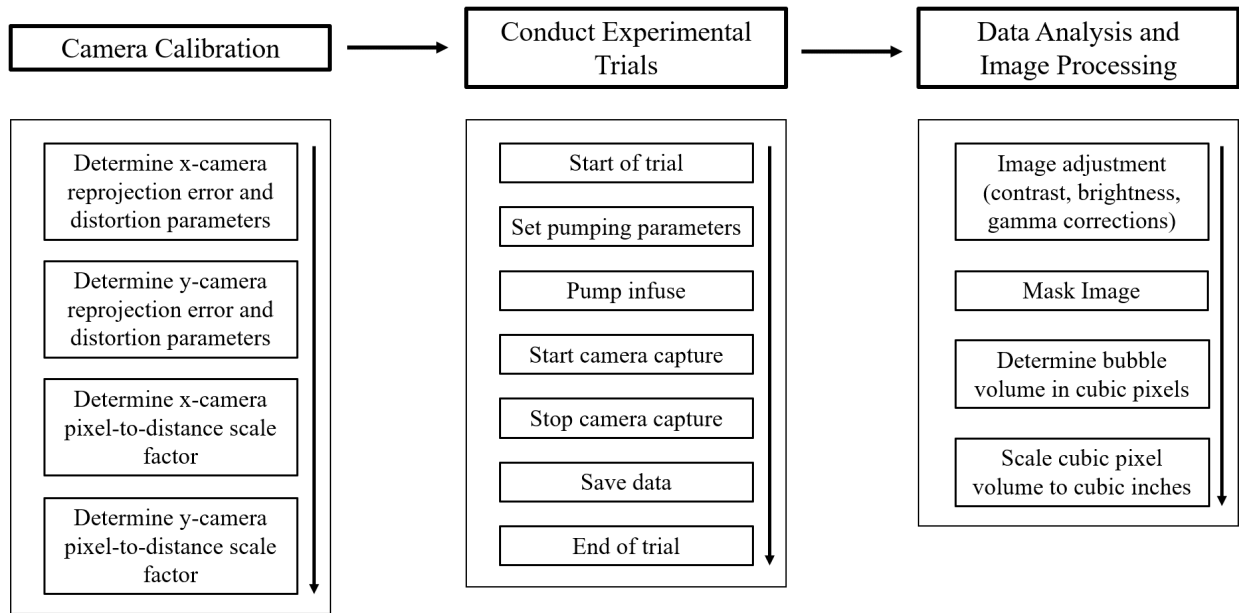 Camera Calibration
Conduct Experimental
Trials
Data Analysis and
Image Processing
Determine x-camera
reprojection error and
distortion parameters
Determine y-camera
reprojection error and
distortion parameters
Determine x-camera
pixel-to-distance scale
factor
Determine y-camera
pixel-to-distance scale
factor
Start of trial
Set pumping parameters
Pump infuse
Start camera capture
Stop camera capture
Save data
End of trial
Image adjustment
(contrast, brightness,
gamma corrections)
Mask Image
Determine bubble
volume in cubic pixels
Scale cubic pixel
volume to cubic inches